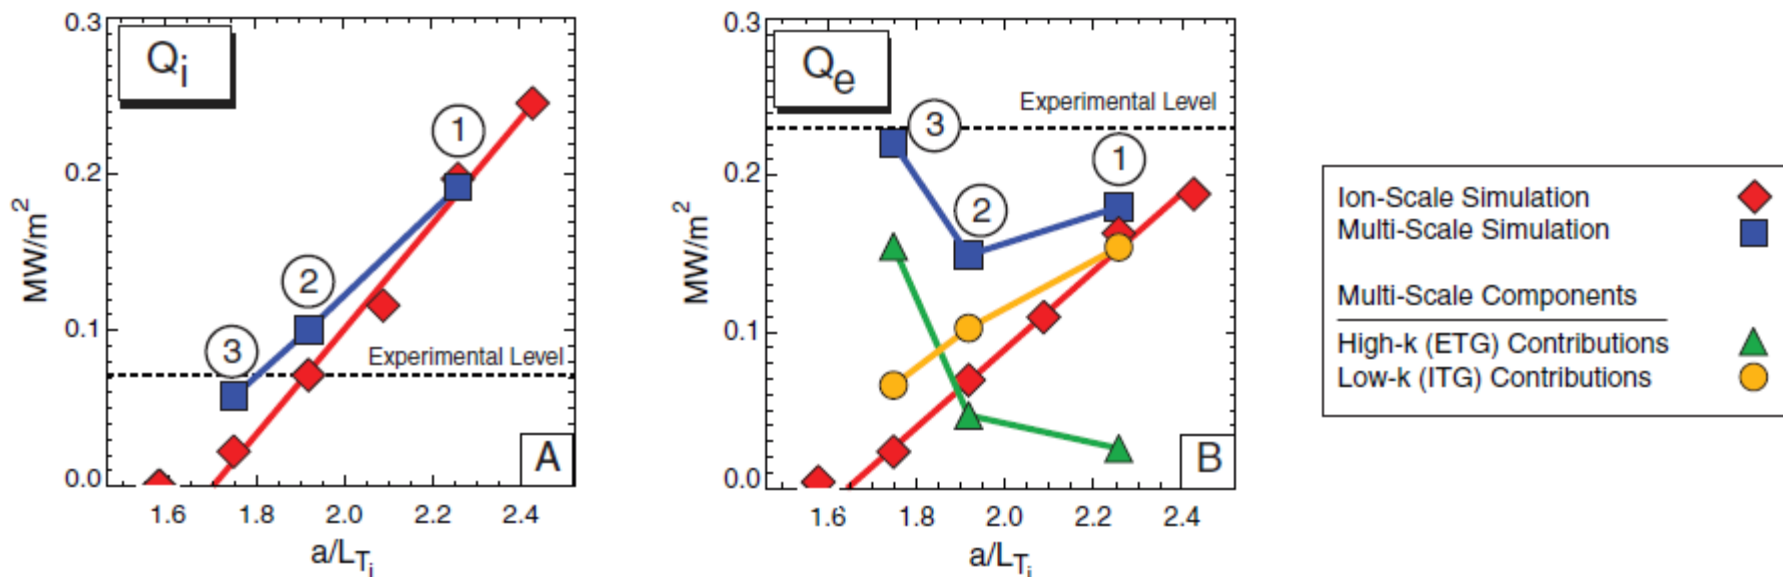 0.3
0.2
0.1
0.0
MW/m²
Qᵢ
1
2
3
Experimental Level
A
1.6 1.8 2.0 2.2 2.4
a/L_Tᵢ
0.3
0.2
0.1
0.0
MW/m²
Qₑ
Experimental Level
3
1
2
B
1.6 1.8 2.0 2.2 2.4
a/L_Tᵢ
Ion-Scale Simulation
Multi-Scale Simulation
Multi-Scale Components
High-k (ETG) Contributions
Low-k (ITG) Contributions